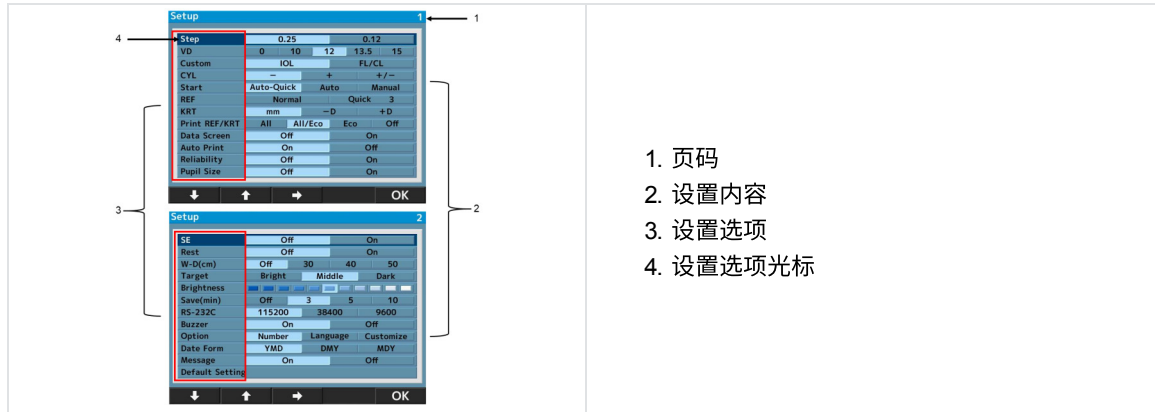 Setup 1
1
4
Step 0.25 0.12
VD 0 10 12 13.5 15
Custom IOL FL/CL
CYL − + +/−
Start Auto-Quick Auto Manual
REF Normal Quick 3
KRT mm −D +D
Print REF/KRT All All/Eco Eco Off
Data Screen Off On
Auto Print On Off
Reliability Off On
Pupil Size Off On
OK
3
2
Setup 2
SE Off On
Rest Off On
W-D(cm) Off 30 40 50
Target Bright Middle Dark
Brightness
Save(min) Off 3 5 10
RS-232C 115200 38400 9600
Buzzer On Off
Option Number Language Customize
Date Form YMD DMY MDY
Message On Off
Default Setting
OK
1. 页码
2. 设置内容
3. 设置选项
4. 设置选项光标